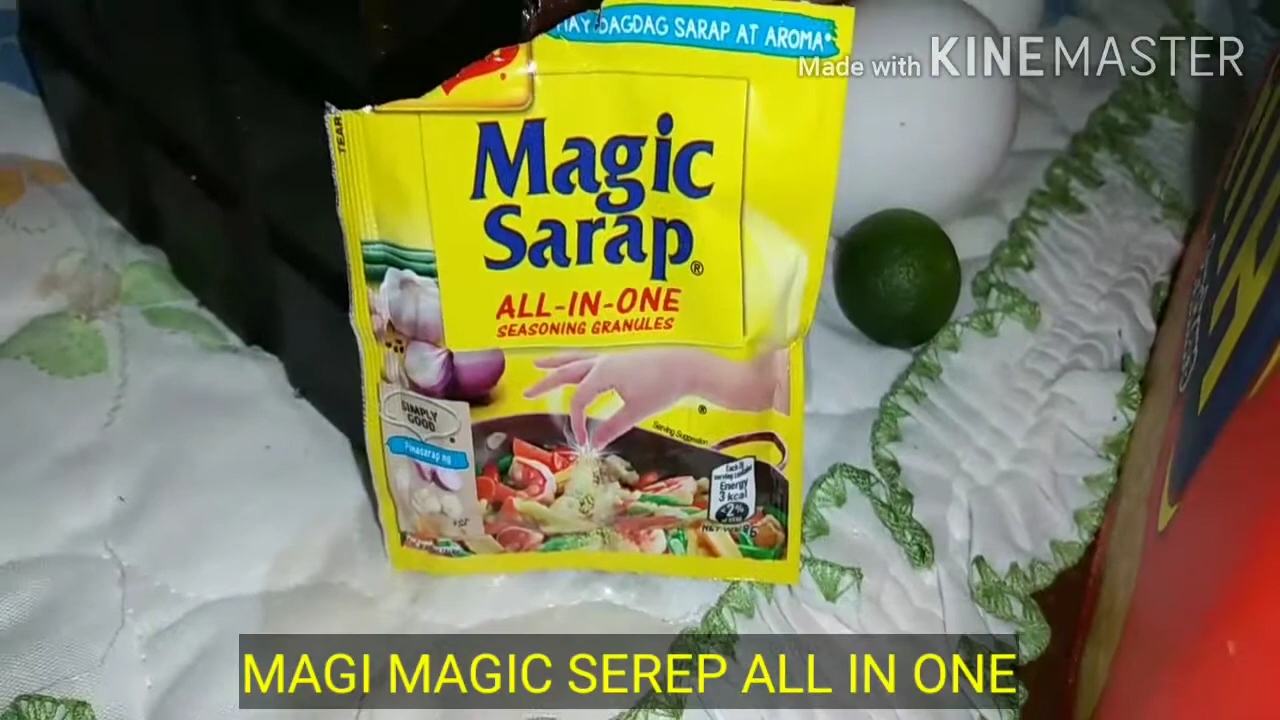 MAY DAGDAG SARAP AT AROMA*
Made with KINEMASTER
TEAR
Magic
Sarap®
ALL-IN-ONE
SEASONING GRANULES
SIMPLY
GOOD
Pinasarap ng
®
Serving Suggestion
Energy
3 kcal
<2%
MAGI MAGIC SEREP ALL IN ONE